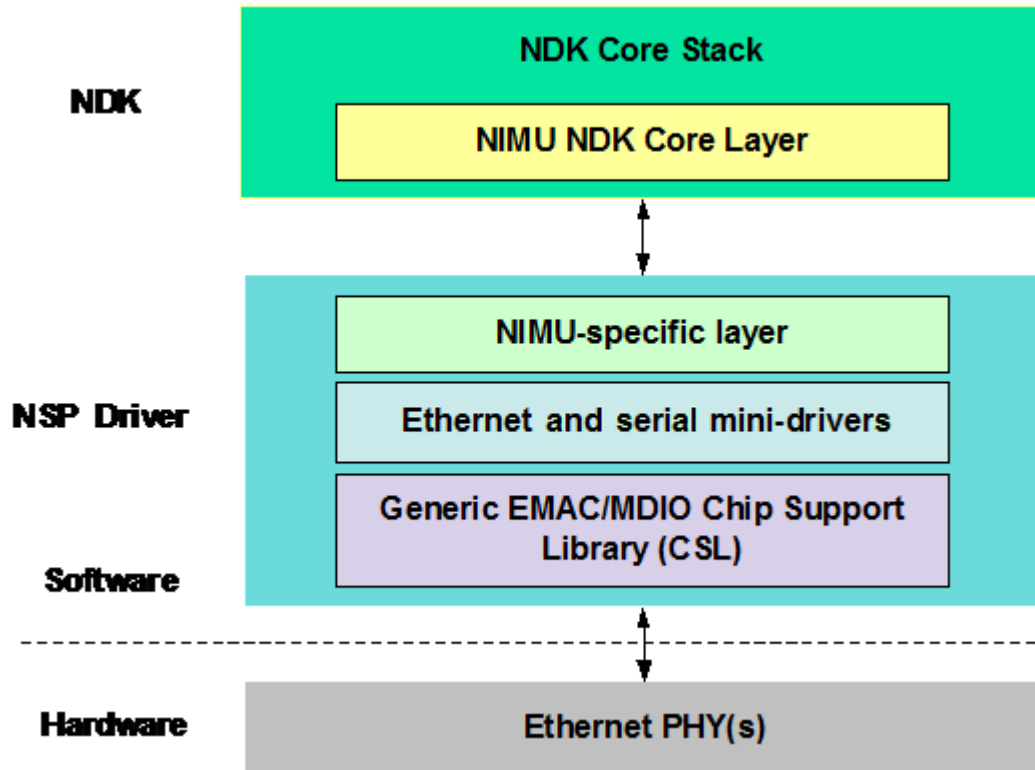 NDK Core Stack
NDK
NIMU NDK Core Layer
NIMU-specific layer
NSP Driver
Ethernet and serial mini-drivers
Generic EMAC/MDIO Chip Support
Library (CSL)
Software
Hardware
Ethernet PHY(s)